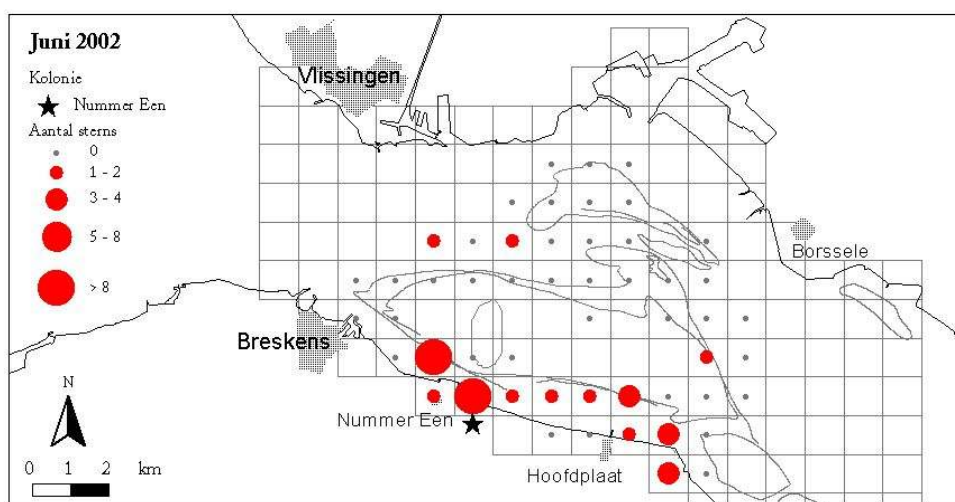 Juni 2002
Kolonie
Nummer Een
Aantal sterns
0
1 - 2
3 - 4
5 - 8
> 8
Vlissingen
Borssele
Breskens
Nummer Een
Hoofdplaat
N
0 1 2 km